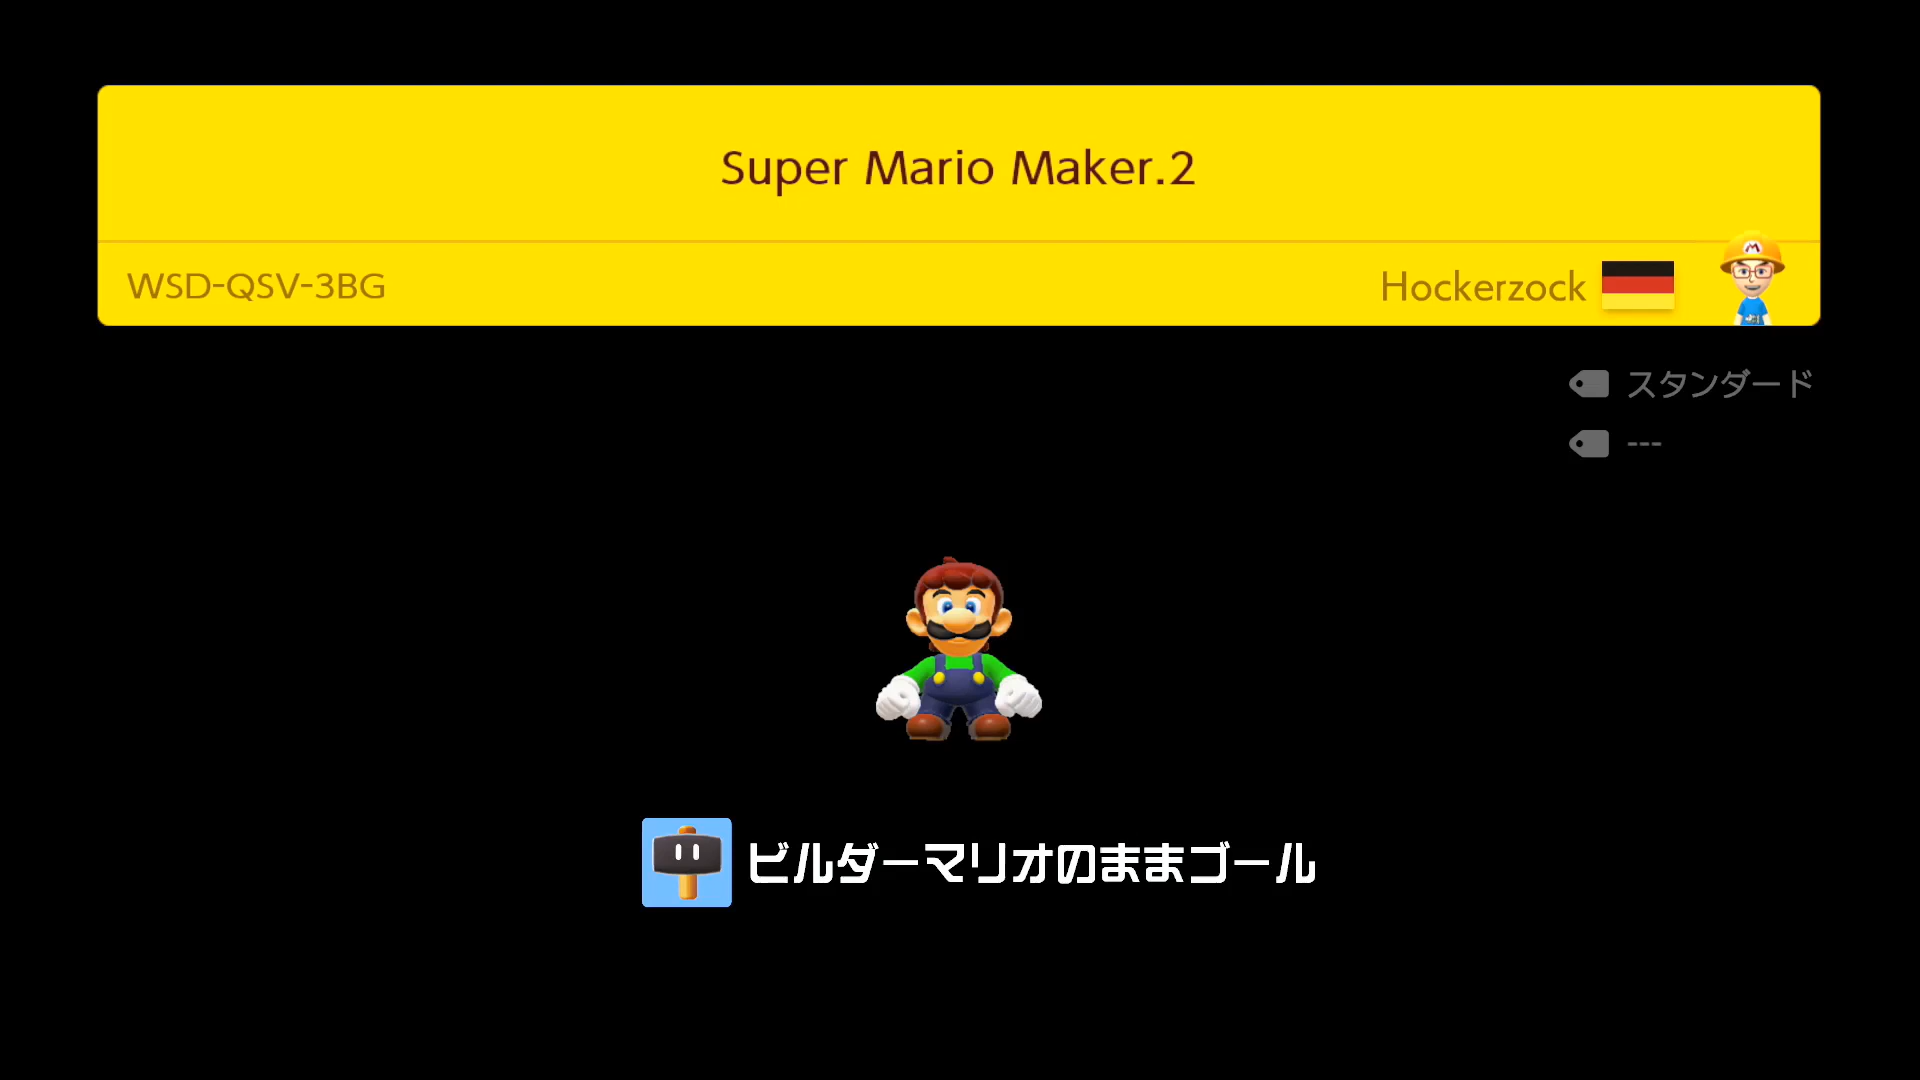 Super Mario Maker.2
WSD-QSV-3BG
Hockerzock
スタンダード
---
ビルダーマリオのままゴール